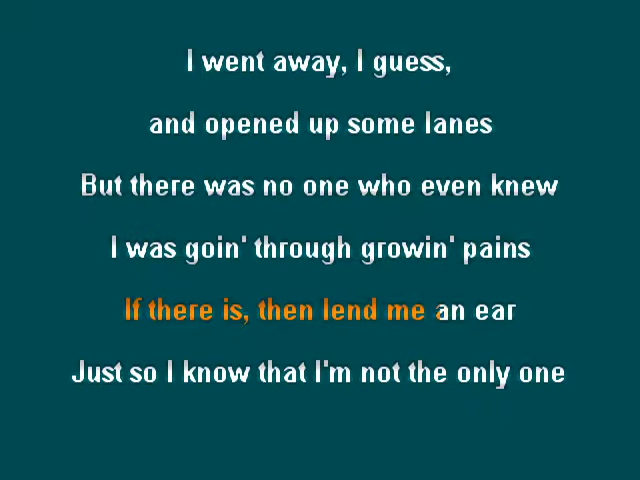 I went away, I guess,
and opened up some lanes
But there was no one who even knew
I was goin' through growin' pains
If there is, then lend me an ear
Just so I know that I'm not the only one